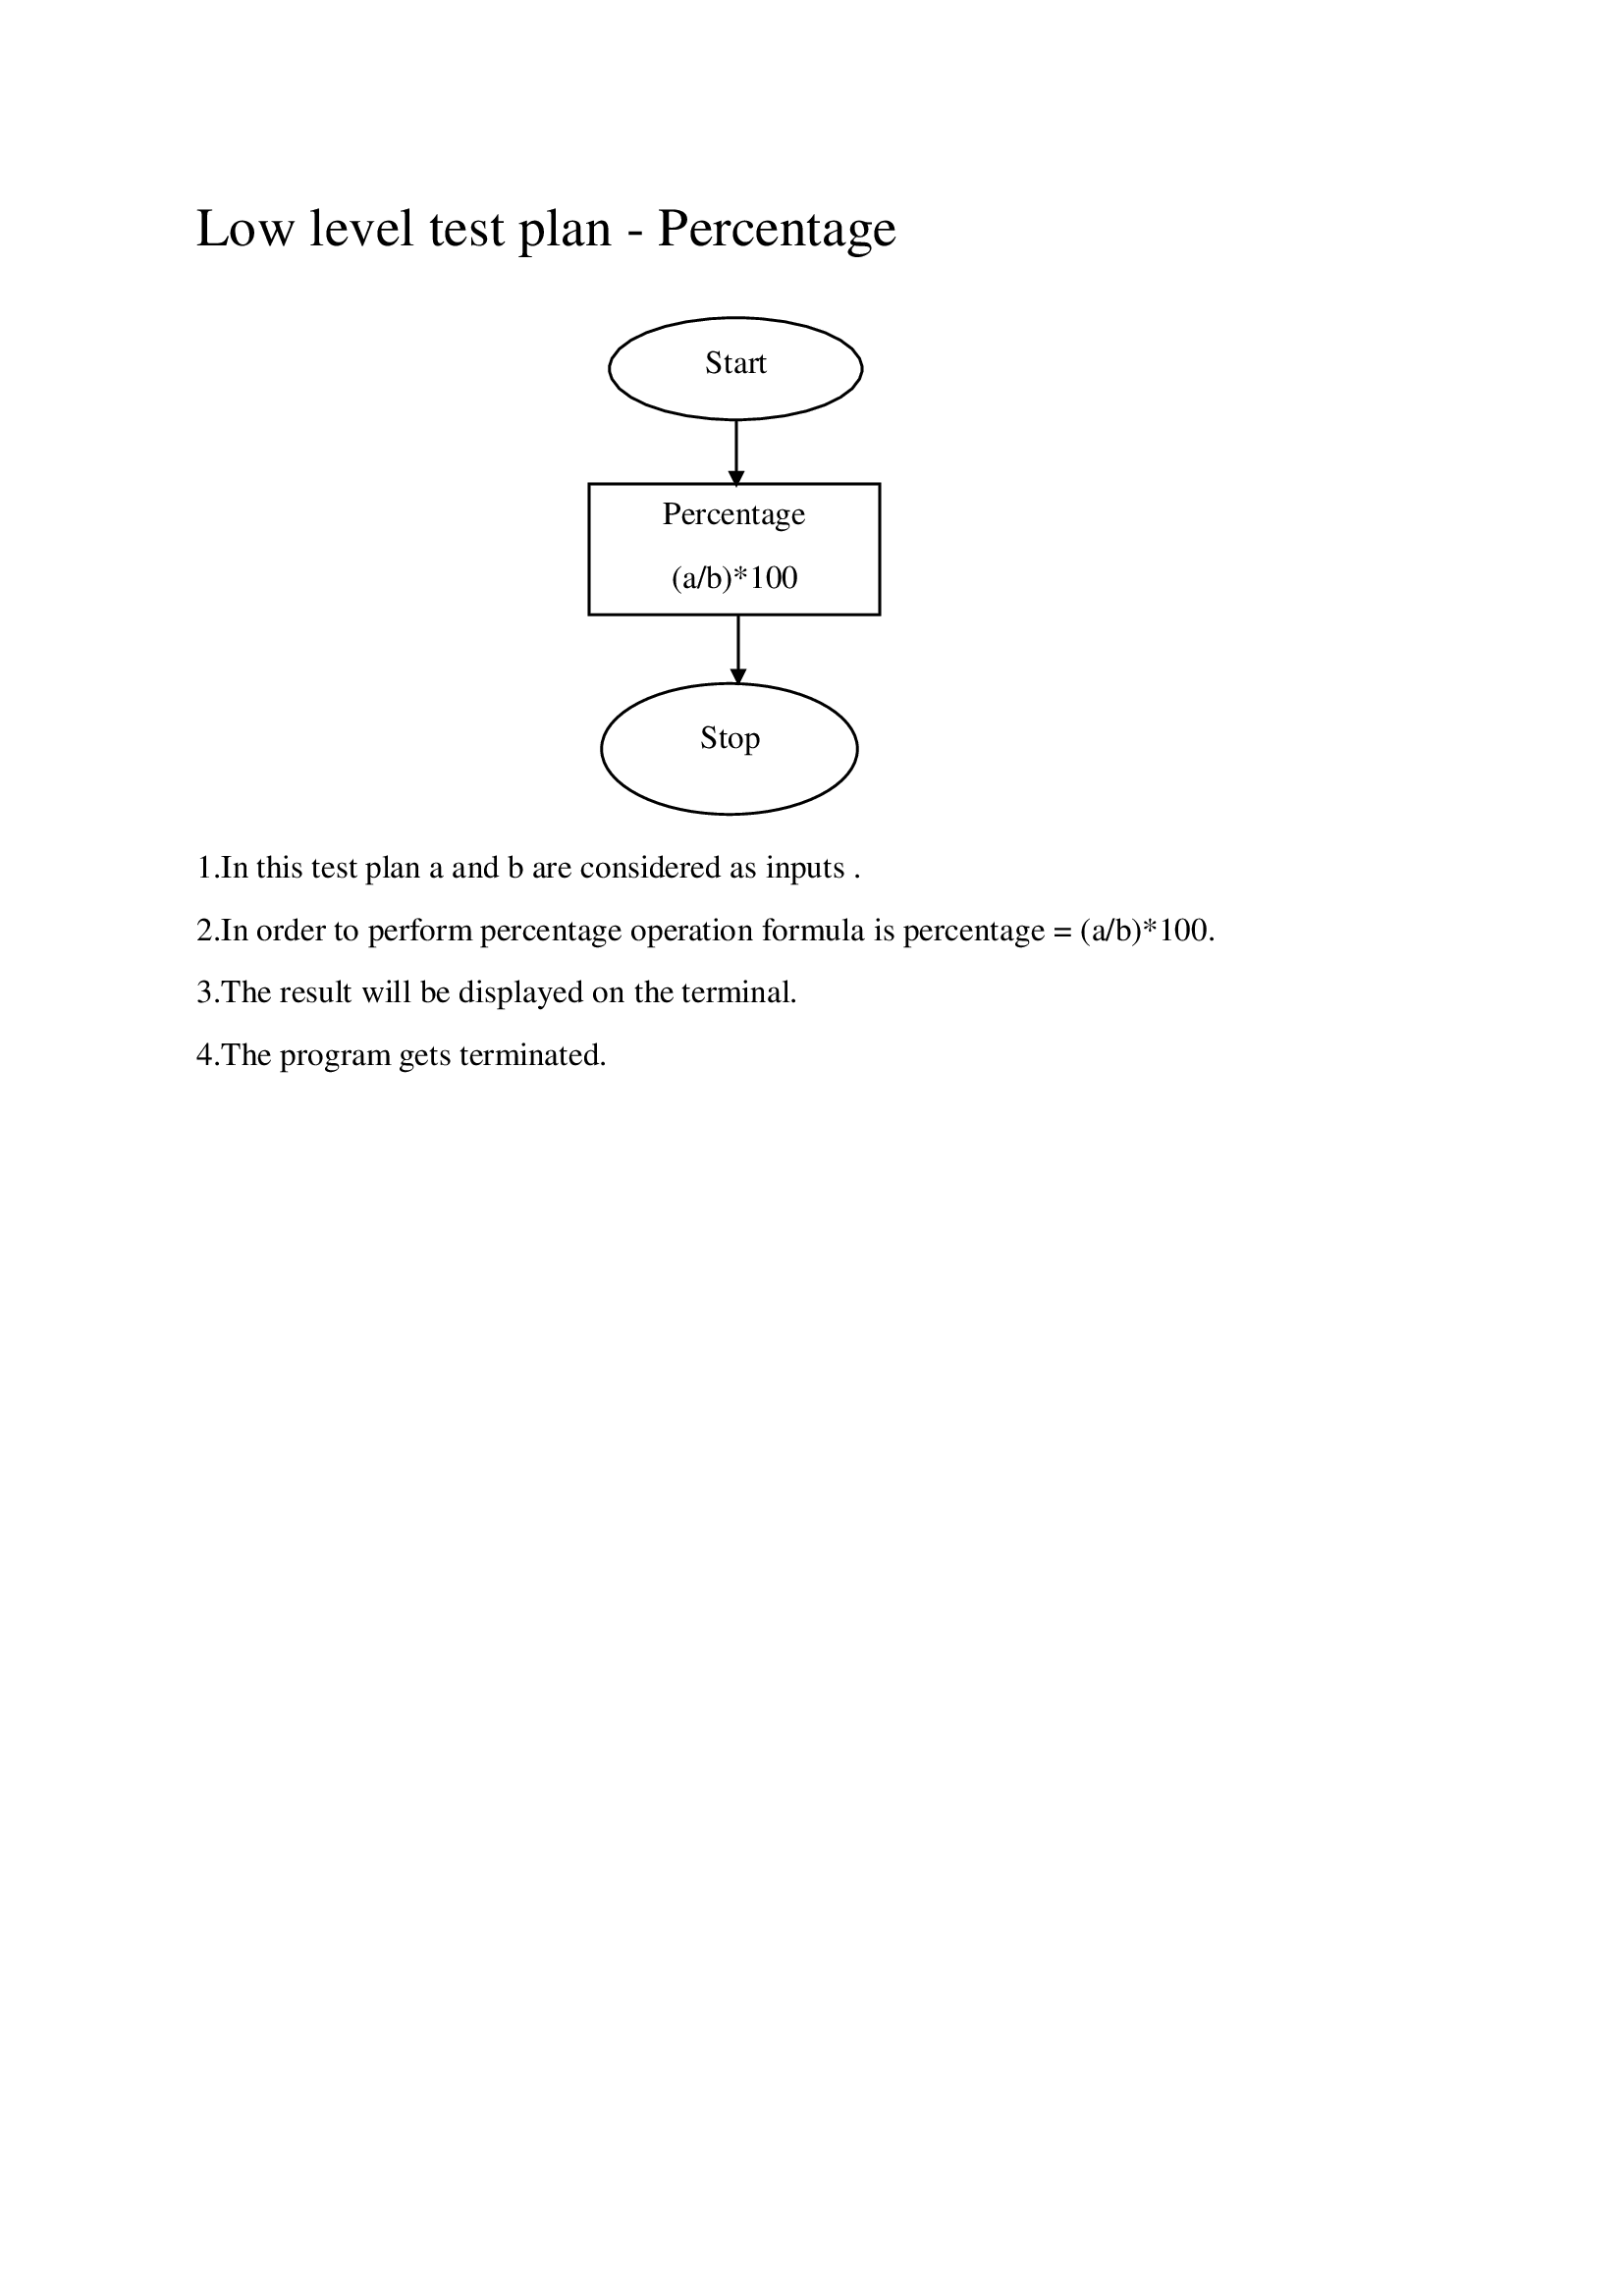 Low level test plan - Percentage
Start
Percentage
(a/b)*100
Stop
1.In this test plan a and b are considered as inputs .
2.In order to perform percentage operation formula is percentage = (a/b)*100.
3.The result will be displayed on the terminal.
4.The program gets terminated.